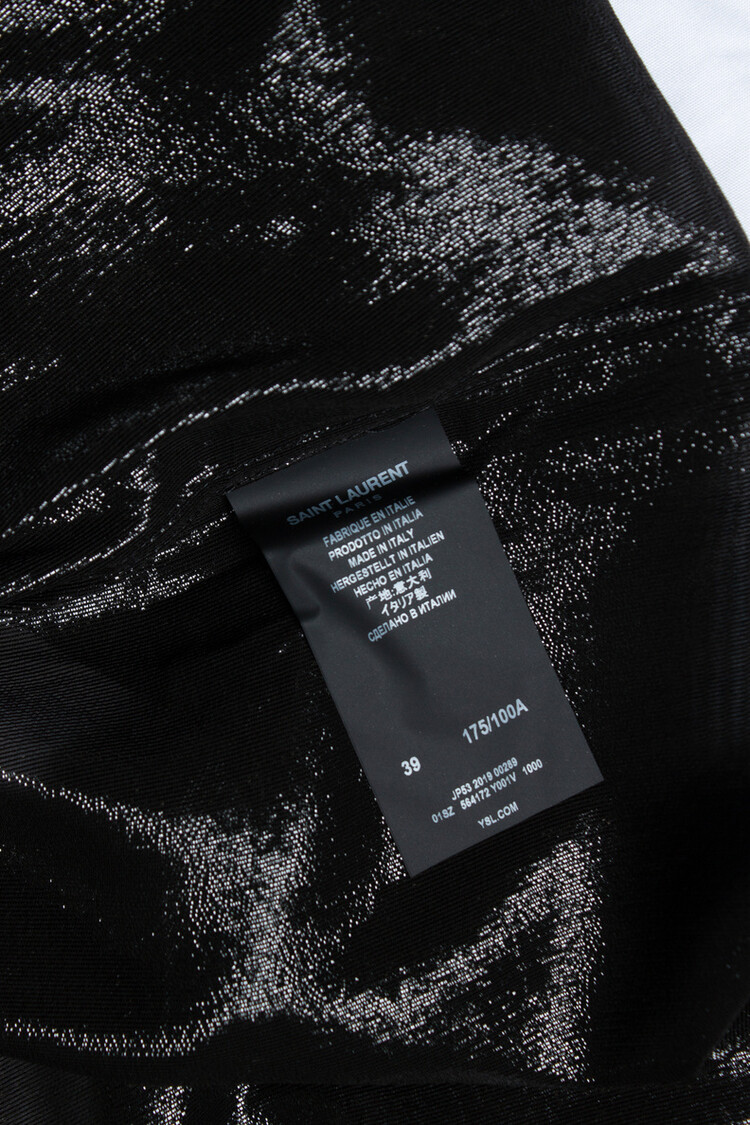 SAINT LAURENT
PARIS
FABRIQUE EN ITALIE
PRODOTTO IN ITALIA
MADE IN ITALY
HERGESTELLT IN ITALIEN
HECHO EN ITALIA
产地:意大利
イタリア製
СДЕЛАНО В ИТАЛИИ
39 175/100A
JP53 2019 00289
01SZ 564172 Y001V 1000
YSL.COM